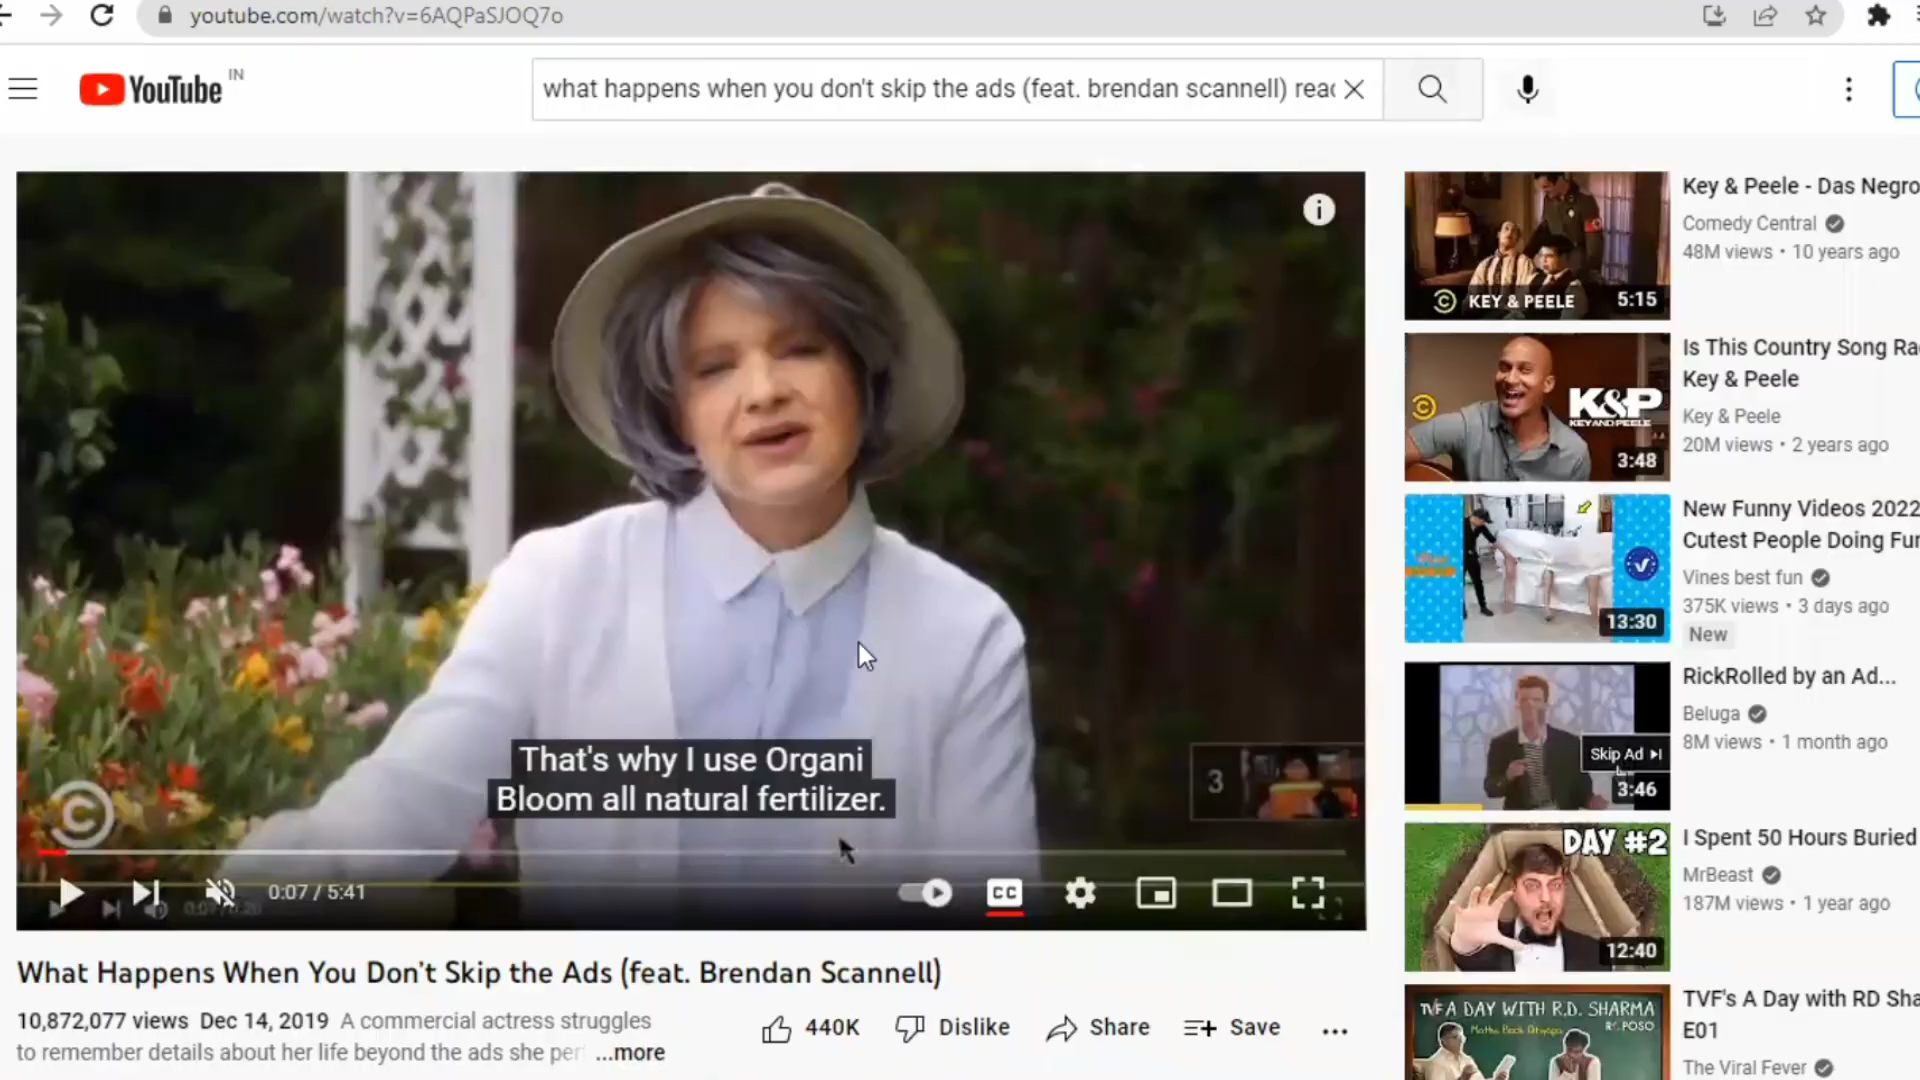 youtube.com/watch?v=6AQPaSJOQ7o
YouTube IN
what happens when you don't skip the ads (feat. brendan scannell) reac
That's why I use Organi
Bloom all natural fertilizer.
3
0:07 / 5:41
CC
What Happens When You Don't Skip the Ads (feat. Brendan Scannell)
10,872,077 views Dec 14, 2019 A commercial actress struggles
to remember details about her life beyond the ads she per ...more
440K
Dislike
Share
Save
KEY & PEELE
5:15
Key & Peele - Das Negro
Comedy Central
48M views • 10 years ago
K&P
KEY AND PEELE
3:48
Is This Country Song Ra
Key & Peele
Key & Peele
20M views • 2 years ago
13:30
New Funny Videos 2022
Cutest People Doing Fun
Vines best fun
375K views • 3 days ago
New
Skip Ad
3:46
RickRolled by an Ad...
Beluga
8M views • 1 month ago
DAY #2
12:40
I Spent 50 Hours Buried
MrBeast
187M views • 1 year ago
A DAY WITH R.D. SHARMA
TVF's A Day with RD Sha
E01
The Viral Fever